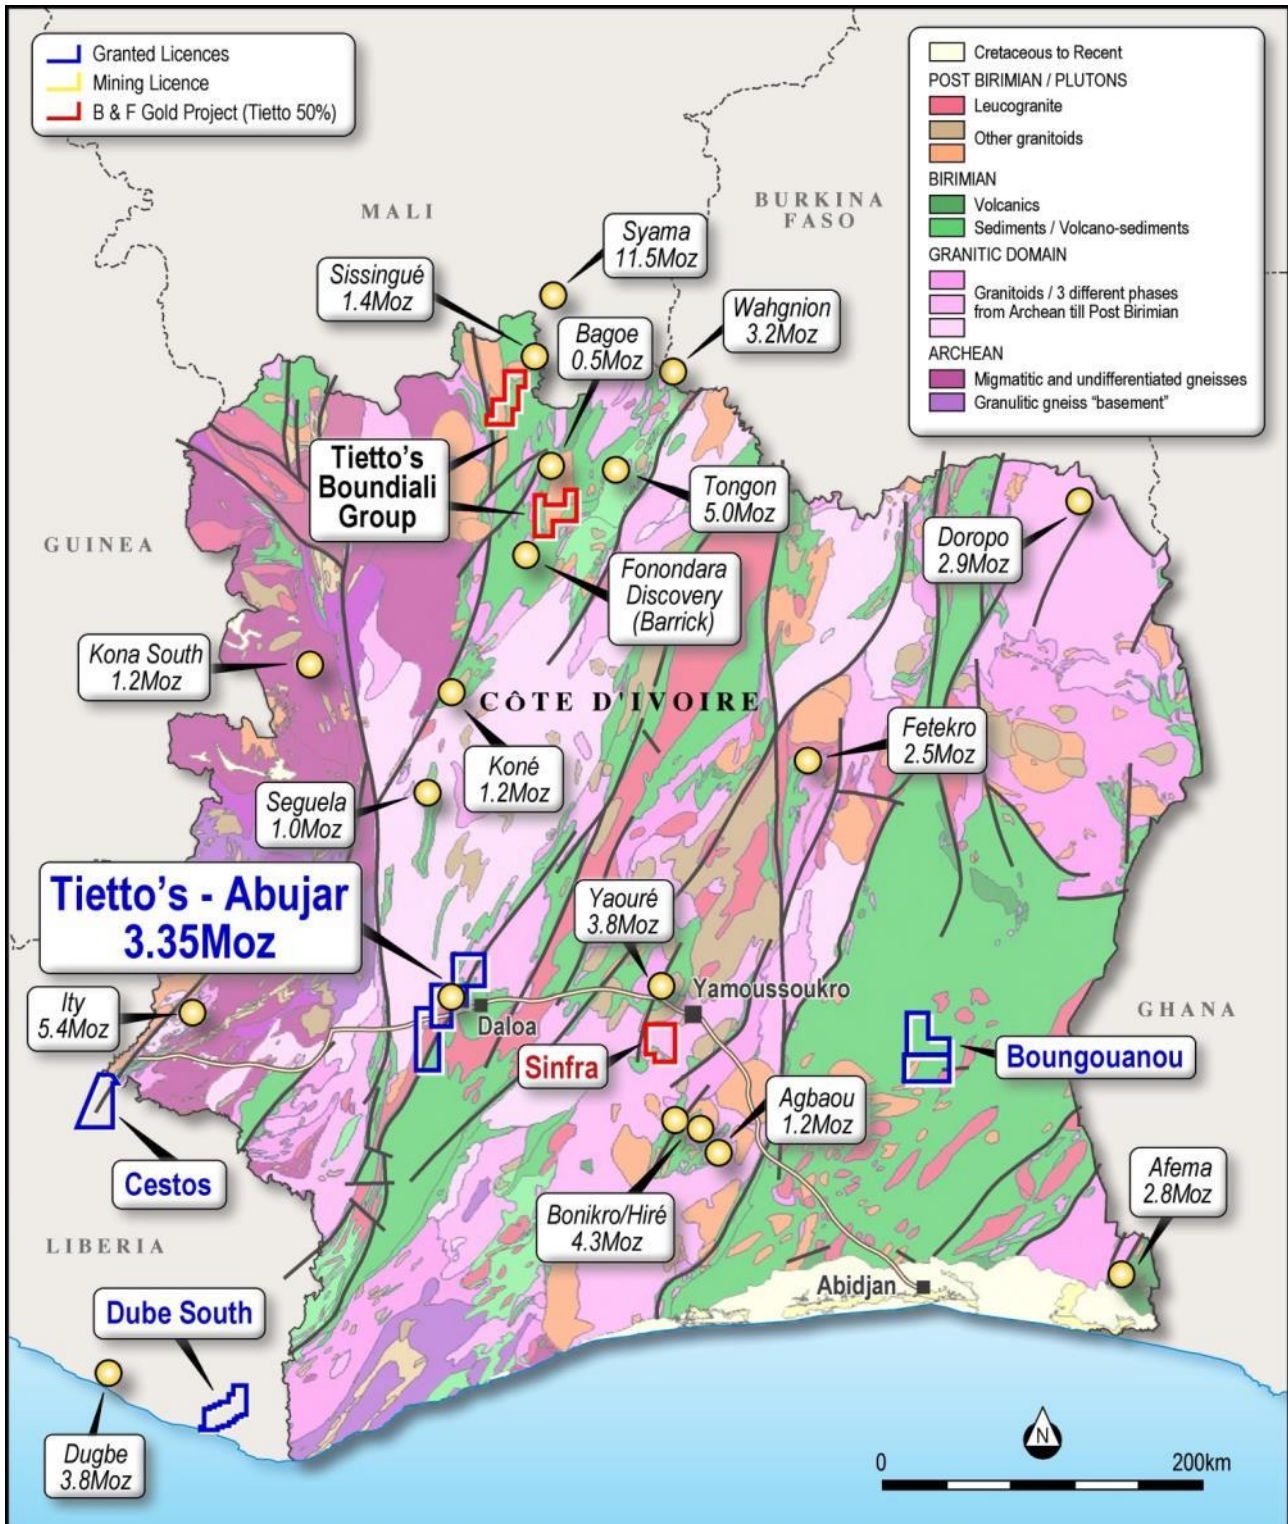 Granted Licences
Mining Licence
B & F Gold Project (Tietto 50%)
Cretaceous to Recent
POST BIRIMIAN / PLUTONS
Leucogranite
Other granitoids
BIRIMIAN
Volcanics
Sediments / Volcano-sediments
GRANITIC DOMAIN
Granitoids / 3 different phases
from Archean till Post Birimian
ARCHEAN
Migmatitic and undifferentiated gneisses
Granulitic gneiss "basement"
MALI
BURKINA
FASO
Syama
11.5Moz
Sissingué
1.4Moz
Bagoe
0.5Moz
Wahgnion
3.2Moz
Tietto's
Boundiali
Group
Tongon
5.0Moz
Doropo
2.9Moz
GUINEA
Fonondara
Discovery
(Barrick)
Kona South
1.2Moz
CÔTE D'IVOIRE
Koné
1.2Moz
Fetekro
2.5Moz
Seguela
1.0Moz
Tietto's - Abujar
3.35Moz
Yaouré
3.8Moz
Ity
5.4Moz
Daloa
Yamoussoukro
GHANA
Sinfra
Boungouanou
Agbaou
1.2Moz
Cestos
Bonikro/Hiré
4.3Moz
Afema
2.8Moz
LIBERIA
Abidjan
Dube South
Dugbe
3.8Moz
N
0 200km